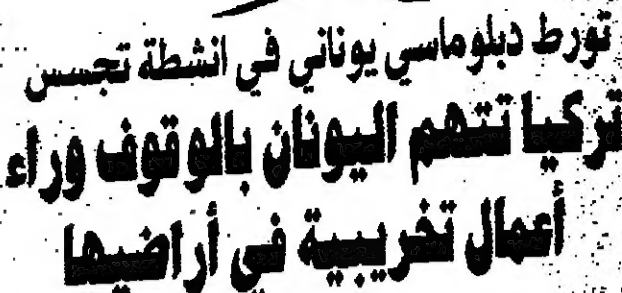 تورط دبلوماسي يوناني في انشطة تجسس
تركيا تتهم اليونان بالوقوف وراء
أعمال تخريبية في أراضيها